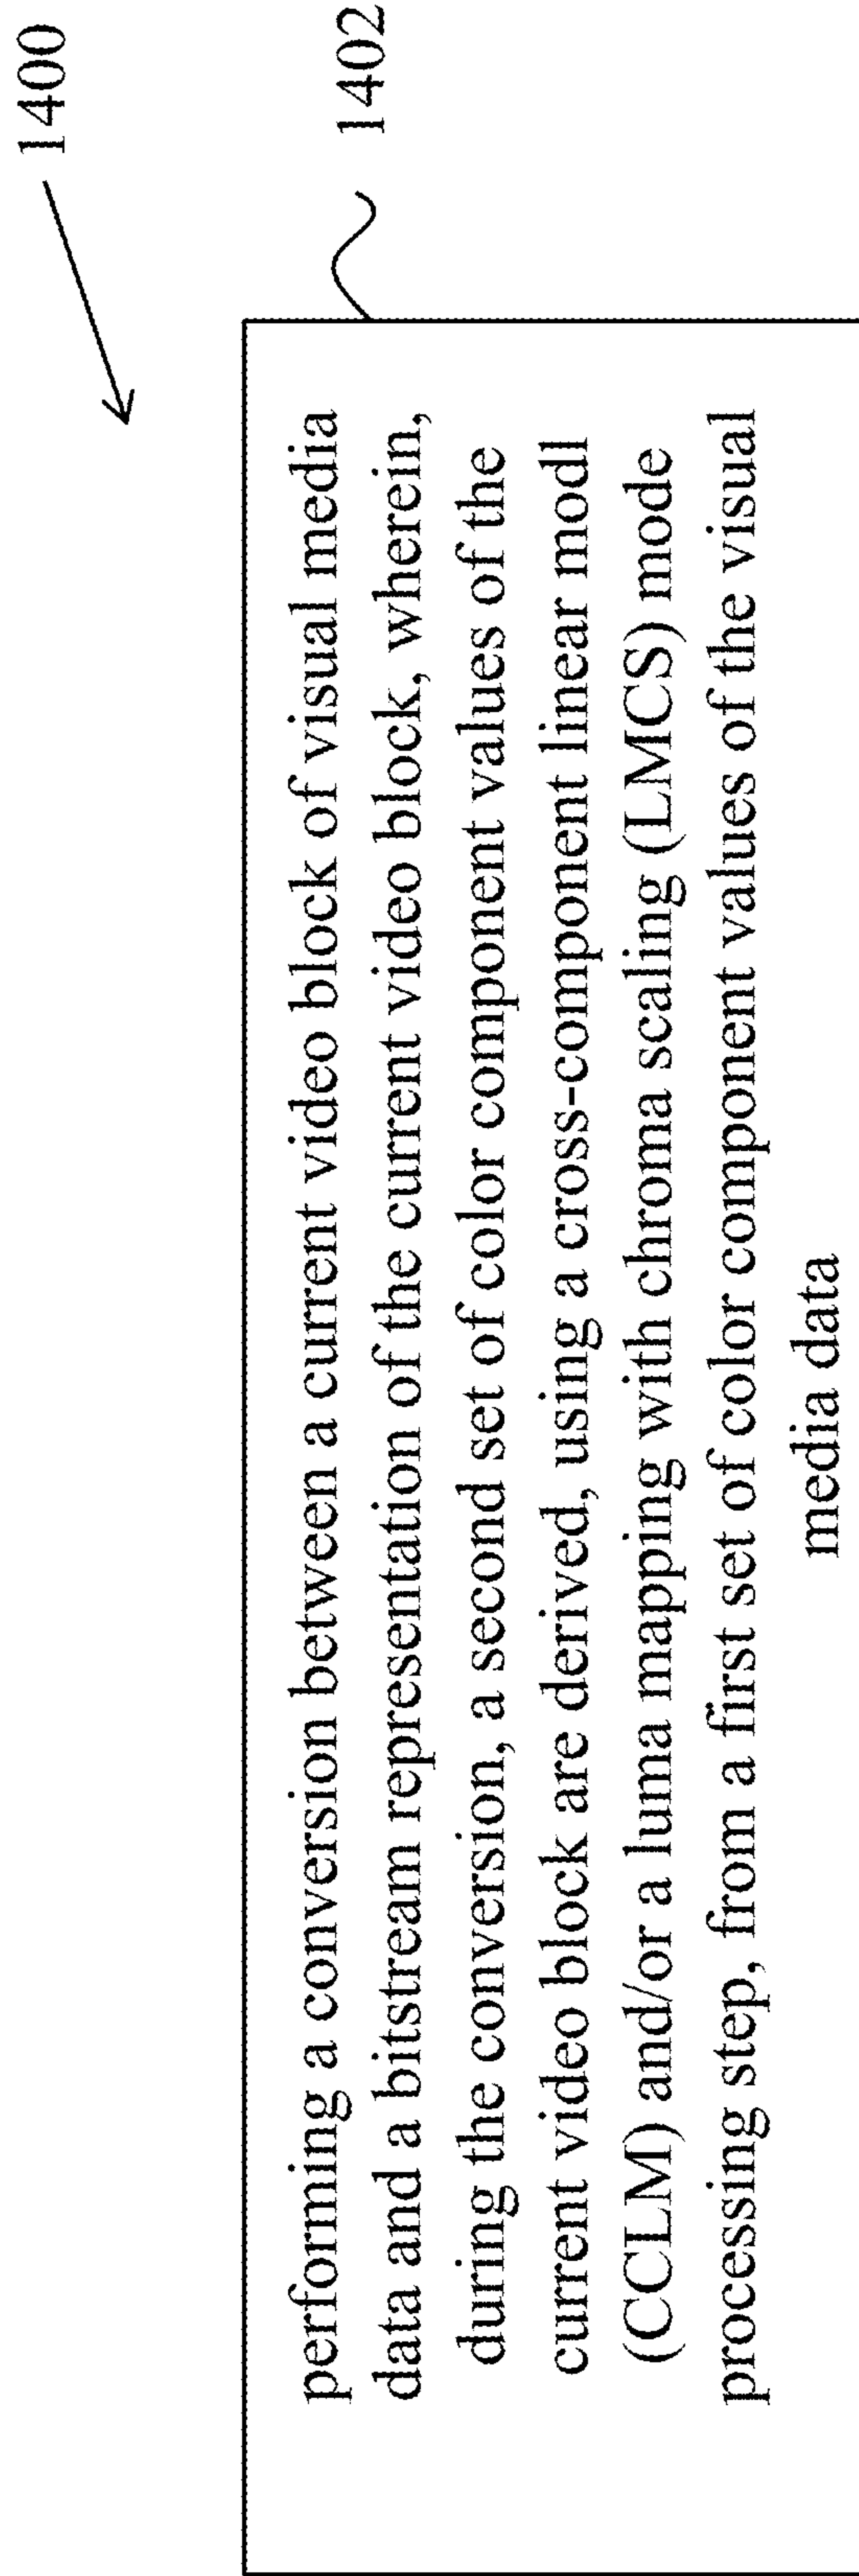 1400
1402
performing a conversion between a current video block of visual media
data and a bitstream representation of the current video block, wherein,
during the conversion, a second set of color component values of the
current video block are derived, using a cross-component linear modl
(CCLM) and/or a luma mapping with chroma scaling (LMCS) mode
processing step, from a first set of color component values of the visual
media data